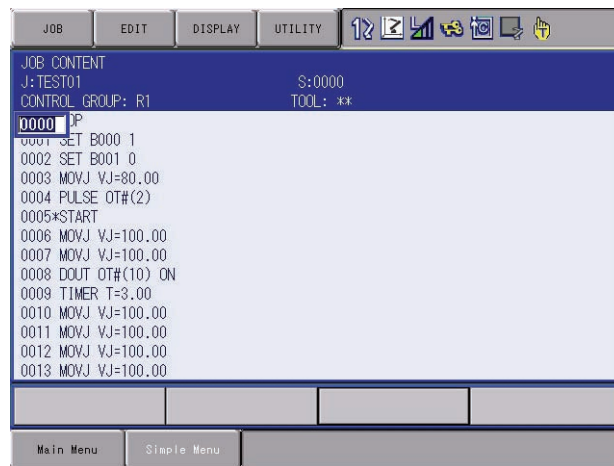 JOB EDIT DISPLAY UTILITY
JOB CONTENT
J:TEST01 S:0000
CONTROL GROUP: R1 TOOL: **
0000 OP
0001 SET B000 1
0002 SET B001 0
0003 MOVJ VJ=80.00
0004 PULSE OT#(2)
0005*START
0006 MOVJ VJ=100.00
0007 MOVJ VJ=100.00
0008 DOUT OT#(10) ON
0009 TIMER T=3.00
0010 MOVJ VJ=100.00
0011 MOVJ VJ=100.00
0012 MOVJ VJ=100.00
0013 MOVJ VJ=100.00
Main Menu Simple Menu